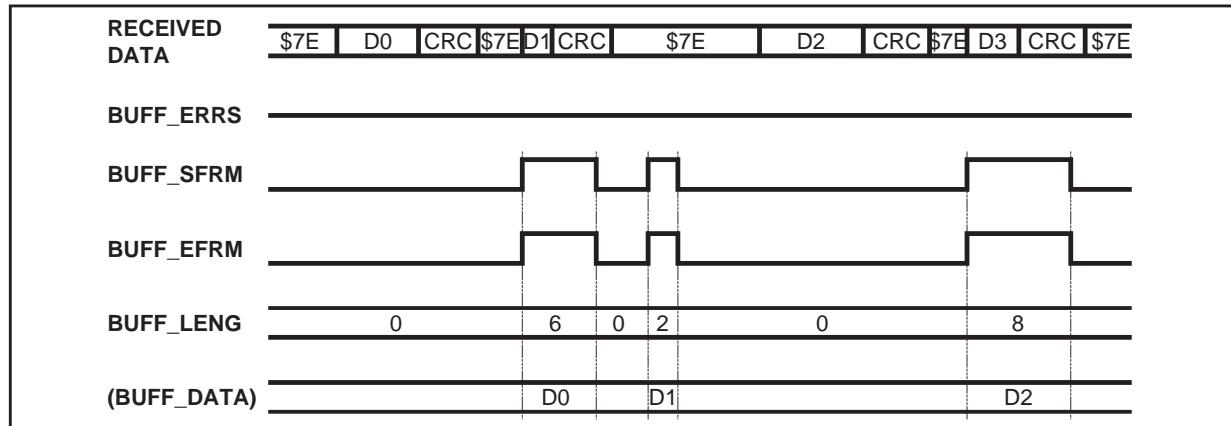 RECEIVED DATA
$7E D0 CRC $7E D1 CRC $7E D2 CRC $7E D3 CRC $7E
BUFF_ERRS
BUFF_SFRM
BUFF_EFRM
BUFF_LENG 0 6 0 2 0 8
(BUFF_DATA) D0 D1 D2